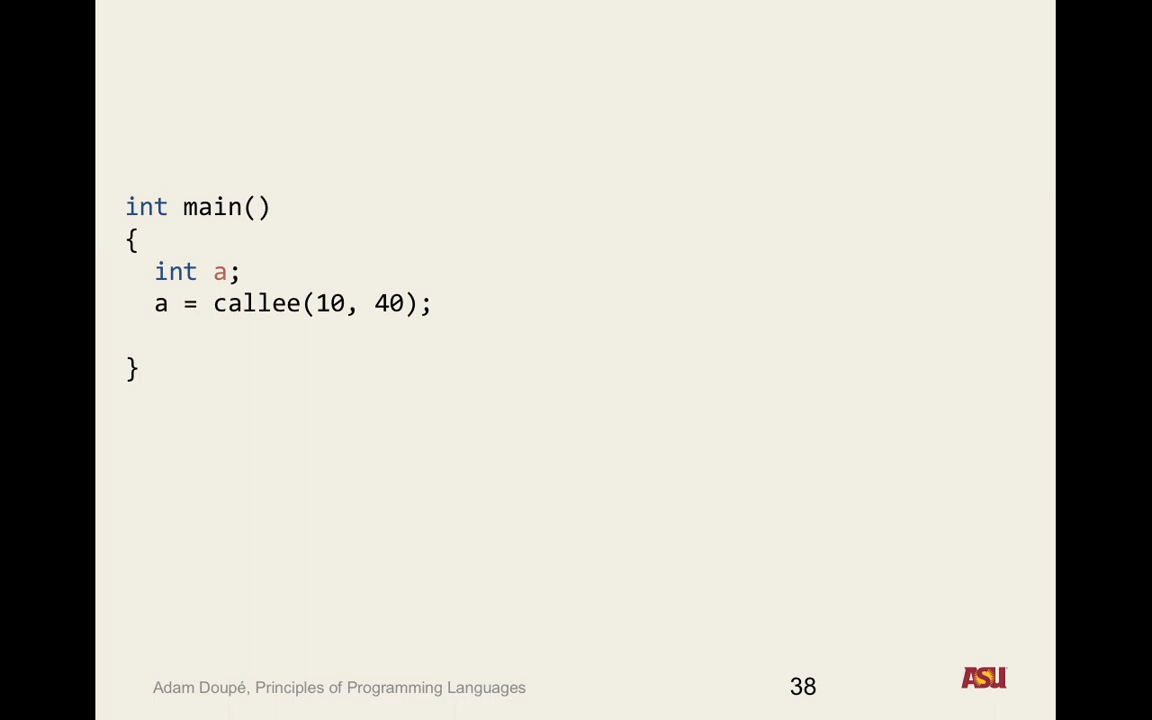 int main()
{
  int a;
  a = callee(10, 40);
}
Adam Doupé, Principles of Programming Languages
38
ASU